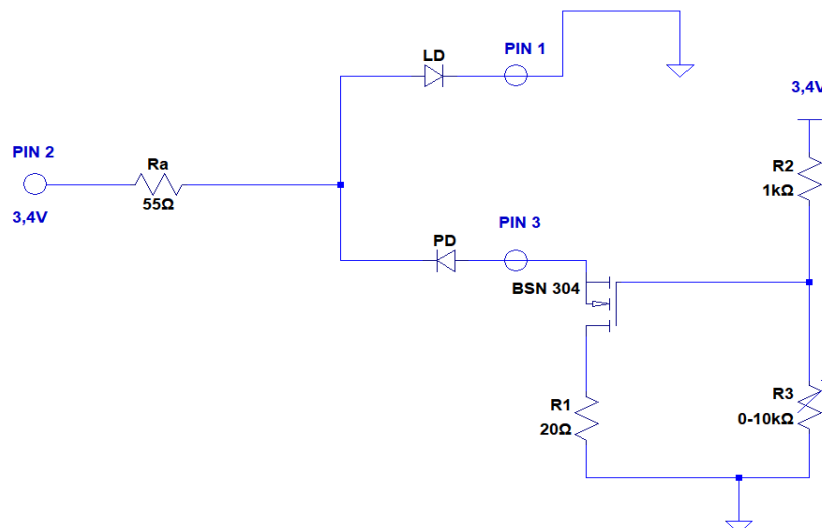 LD
PIN 1
3,4V
PIN 2
Ra
R2
1kΩ
3,4V
55Ω
PIN 3
PD
BSN 304
R1
20Ω
R3
0-10kΩ